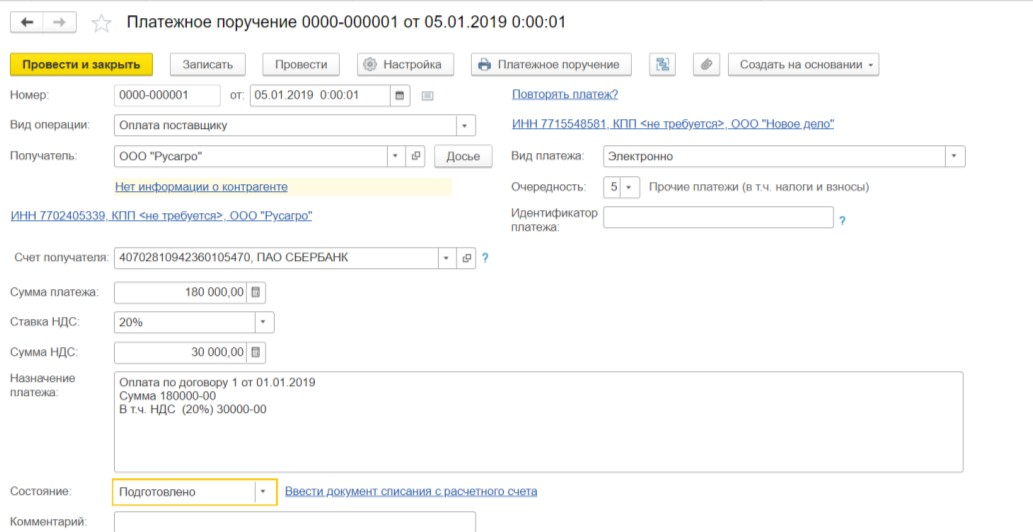 Платежное поручение 0000-000001 от 05.01.2019 0:00:01
Провести и закрыть Записать Провести Настройка Платежное поручение Создать на основании
Номер: 0000-000001 от: 05.01.2019 0:00:01 Повторять платеж?
Вид операции: Оплата поставщику ИНН 7715548581, КПП <не требуется>, ООО "Новое дело"
Получатель: ООО "Русагро" Досье Вид платежа: Электронно
Нет информации о контрагенте Очередность: 5 Прочие платежи (в т.ч. налоги и взносы)
ИНН 7702405339, КПП <не требуется>, ООО "Русагро" Идентификатор
платежа: ?
Счет получателя: 40702810942360105470, ПАО СБЕРБАНК ?
Сумма платежа: 180 000,00
Ставка НДС: 20%
Сумма НДС: 30 000,00
Назначение
платежа:
Оплата по договору 1 от 01.01.2019
Сумма 180000-00
В т.ч. НДС (20%) 30000-00
Состояние: Подготовлено Ввести документ списания с расчетного счета
Комментарий: